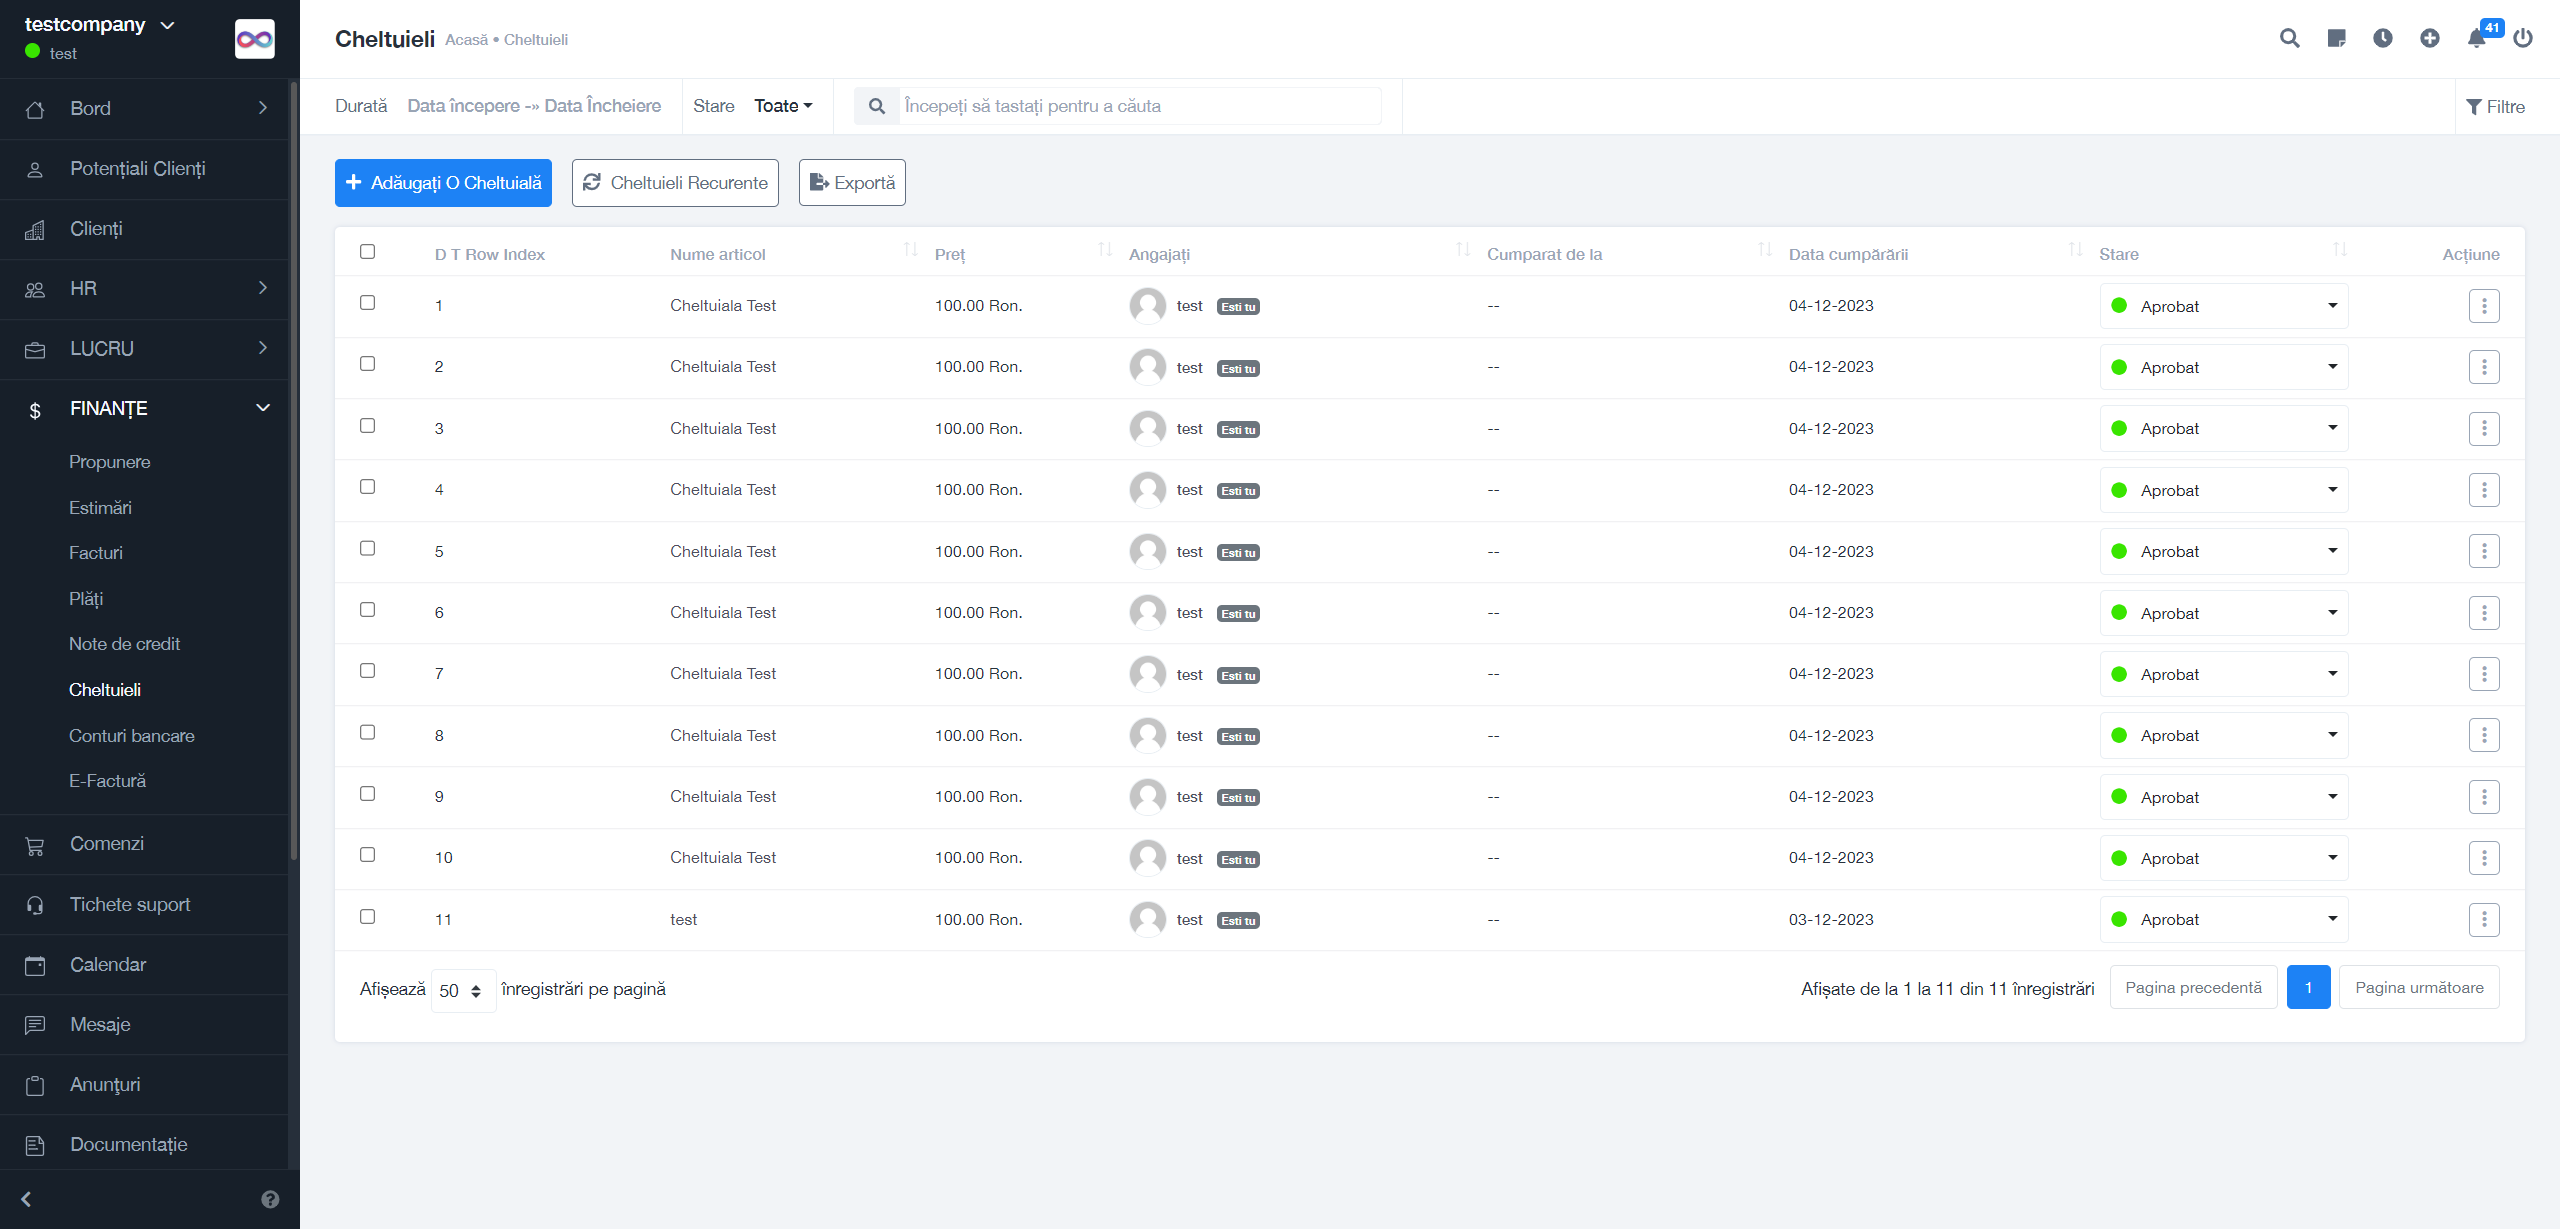 testcompany
test
Bord
Potențiali Clienți
Clienți
HR
LUCRU
FINANȚE
Propunere
Estimări
Facturi
Plăți
Note de credit
Cheltuieli
Conturi bancare
E-Factură
Comenzi
Tichete suport
Calendar
Mesaje
Anunțuri
Documentație
Cheltuieli Acasă • Cheltuieli
41
Durată Data începere -» Data Încheiere Stare Toate Începeți să tastați pentru a căuta Filtre
Adăugați O Cheltuială Cheltuieli Recurente Exportă
D T Row Index Nume articol Preț Angajați Cumparat de la Data cumpărării Stare Acțiune
1 Cheltuiala Test 100.00 Ron. test Esti tu -- 04-12-2023 Aprobat
2 Cheltuiala Test 100.00 Ron. test Esti tu -- 04-12-2023 Aprobat
3 Cheltuiala Test 100.00 Ron. test Esti tu -- 04-12-2023 Aprobat
4 Cheltuiala Test 100.00 Ron. test Esti tu -- 04-12-2023 Aprobat
5 Cheltuiala Test 100.00 Ron. test Esti tu -- 04-12-2023 Aprobat
6 Cheltuiala Test 100.00 Ron. test Esti tu -- 04-12-2023 Aprobat
7 Cheltuiala Test 100.00 Ron. test Esti tu -- 04-12-2023 Aprobat
8 Cheltuiala Test 100.00 Ron. test Esti tu -- 04-12-2023 Aprobat
9 Cheltuiala Test 100.00 Ron. test Esti tu -- 04-12-2023 Aprobat
10 Cheltuiala Test 100.00 Ron. test Esti tu -- 04-12-2023 Aprobat
11 test 100.00 Ron. test Esti tu -- 03-12-2023 Aprobat
Afișează 50 înregistrări pe pagină Afișate de la 1 la 11 din 11 înregistrări Pagina precedentă 1 Pagina următoare